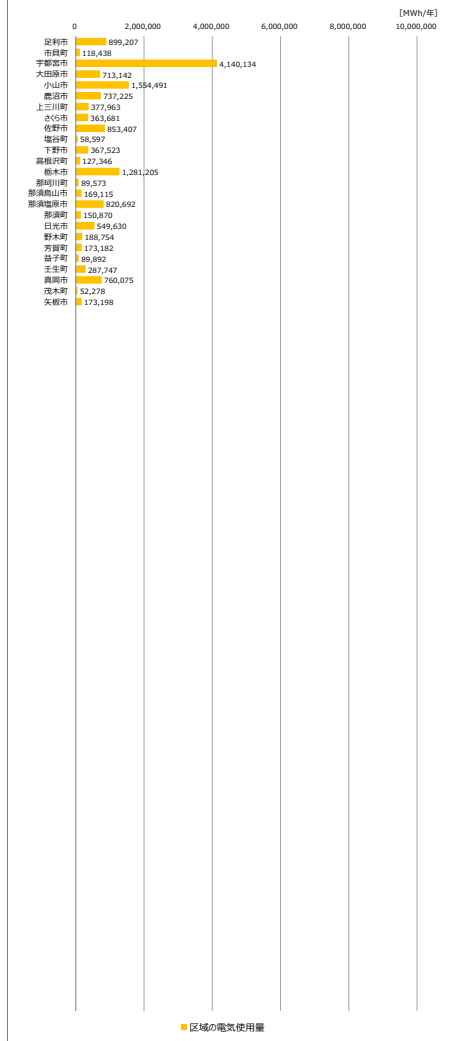 [MWh/年]
0 2,000,000 4,000,000 6,000,000 8,000,000 10,000,000
足利市 899,207
市貝町 118,438
宇都宮市 4,140,134
大田原市 713,142
小山市 1,554,491
鹿沼市 737,225
上三川町 377,963
さくら市 363,681
佐野市 853,407
塩谷町 58,597
下野市 367,523
高根沢町 127,346
栃木市 1,281,205
那珂川町 89,573
那須烏山市 169,115
那須塩原市 820,692
那須町 150,870
日光市 549,630
野木町 188,754
芳賀町 173,182
益子町 89,892
壬生町 287,747
真岡市 760,075
茂木町 52,278
矢板市 173,198
区域の電気使用量